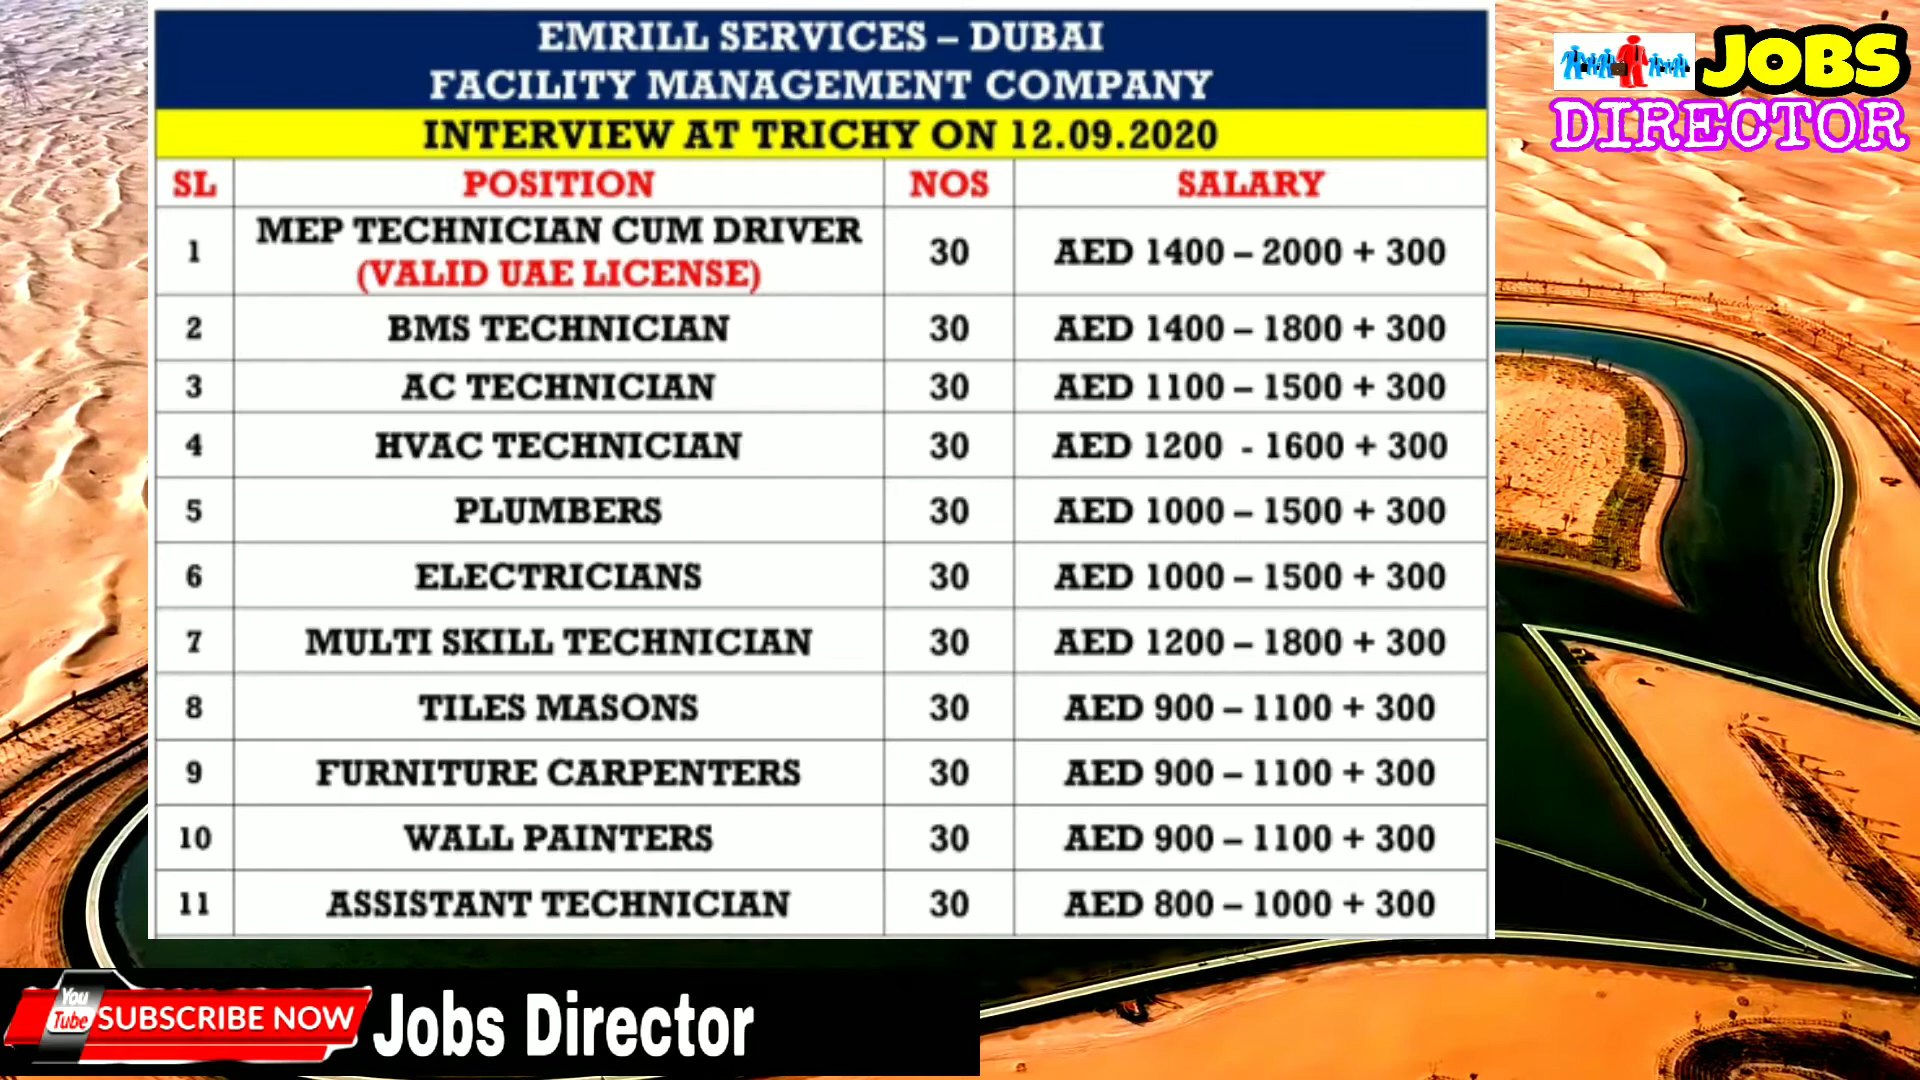 EMRILL SERVICES – DUBAI
FACILITY MANAGEMENT COMPANY
INTERVIEW AT TRICHY ON 12.09.2020
SL POSITION NOS SALARY
1 MEP TECHNICIAN CUM DRIVER (VALID UAE LICENSE) 30 AED 1400 – 2000 + 300
2 BMS TECHNICIAN 30 AED 1400 – 1800 + 300
3 AC TECHNICIAN 30 AED 1100 – 1500 + 300
4 HVAC TECHNICIAN 30 AED 1200 - 1600 + 300
5 PLUMBERS 30 AED 1000 – 1500 + 300
6 ELECTRICIANS 30 AED 1000 – 1500 + 300
7 MULTI SKILL TECHNICIAN 30 AED 1200 – 1800 + 300
8 TILES MASONS 30 AED 900 – 1100 + 300
9 FURNITURE CARPENTERS 30 AED 900 – 1100 + 300
10 WALL PAINTERS 30 AED 900 – 1100 + 300
11 ASSISTANT TECHNICIAN 30 AED 800 – 1000 + 300
JOBS
DIRECTOR
You
Tube SUBSCRIBE NOW Jobs Director